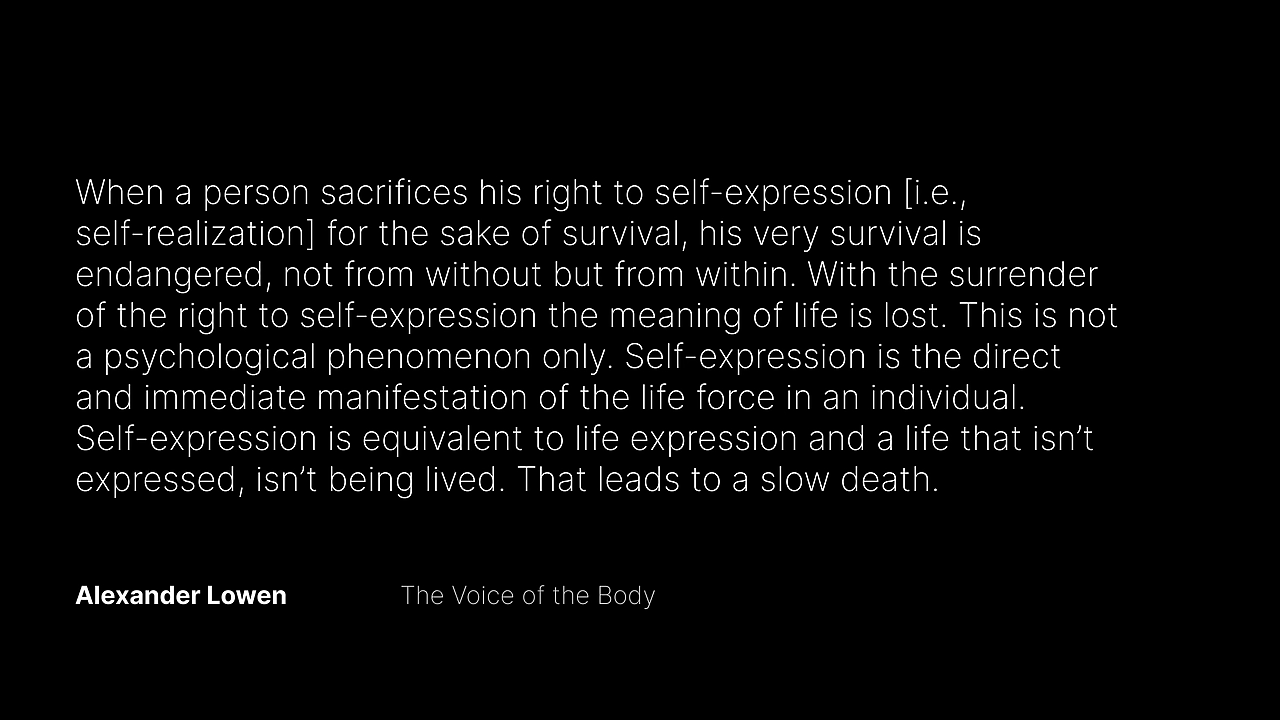 When a person sacrifices his right to self-expression [i.e.,
self-realization] for the sake of survival, his very survival is
endangered, not from without but from within. With the surrender
of the right to self-expression the meaning of life is lost. This is not
a psychological phenomenon only. Self-expression is the direct
and immediate manifestation of the life force in an individual.
Self-expression is equivalent to life expression and a life that isn’t
expressed, isn’t being lived. That leads to a slow death.
Alexander Lowen The Voice of the Body